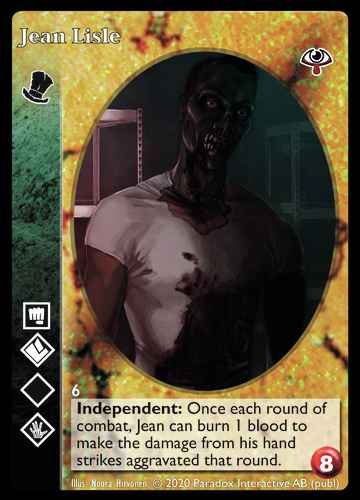 Jean Lisle
6
Independent: Once each round of
combat, Jean can burn 1 blood to
make the damage from his hand
strikes aggravated that round.
8
Illus: Noora Hirvonen © 2020 Paradox Interactive AB (publ)